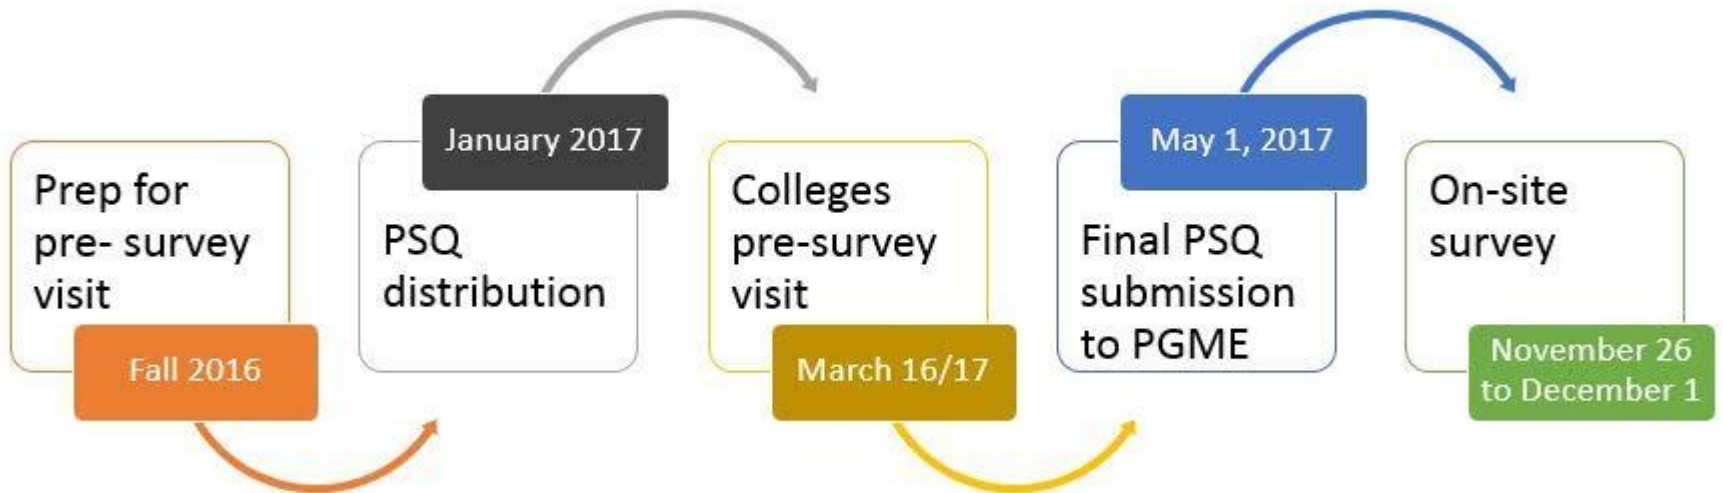 Prep for
pre- survey
visit
Fall 2016
January 2017
PSQ
distribution
Colleges
pre-survey
visit
March 16/17
May 1, 2017
Final PSQ
submission
to PGME
On-site
survey
November 26
to December 1